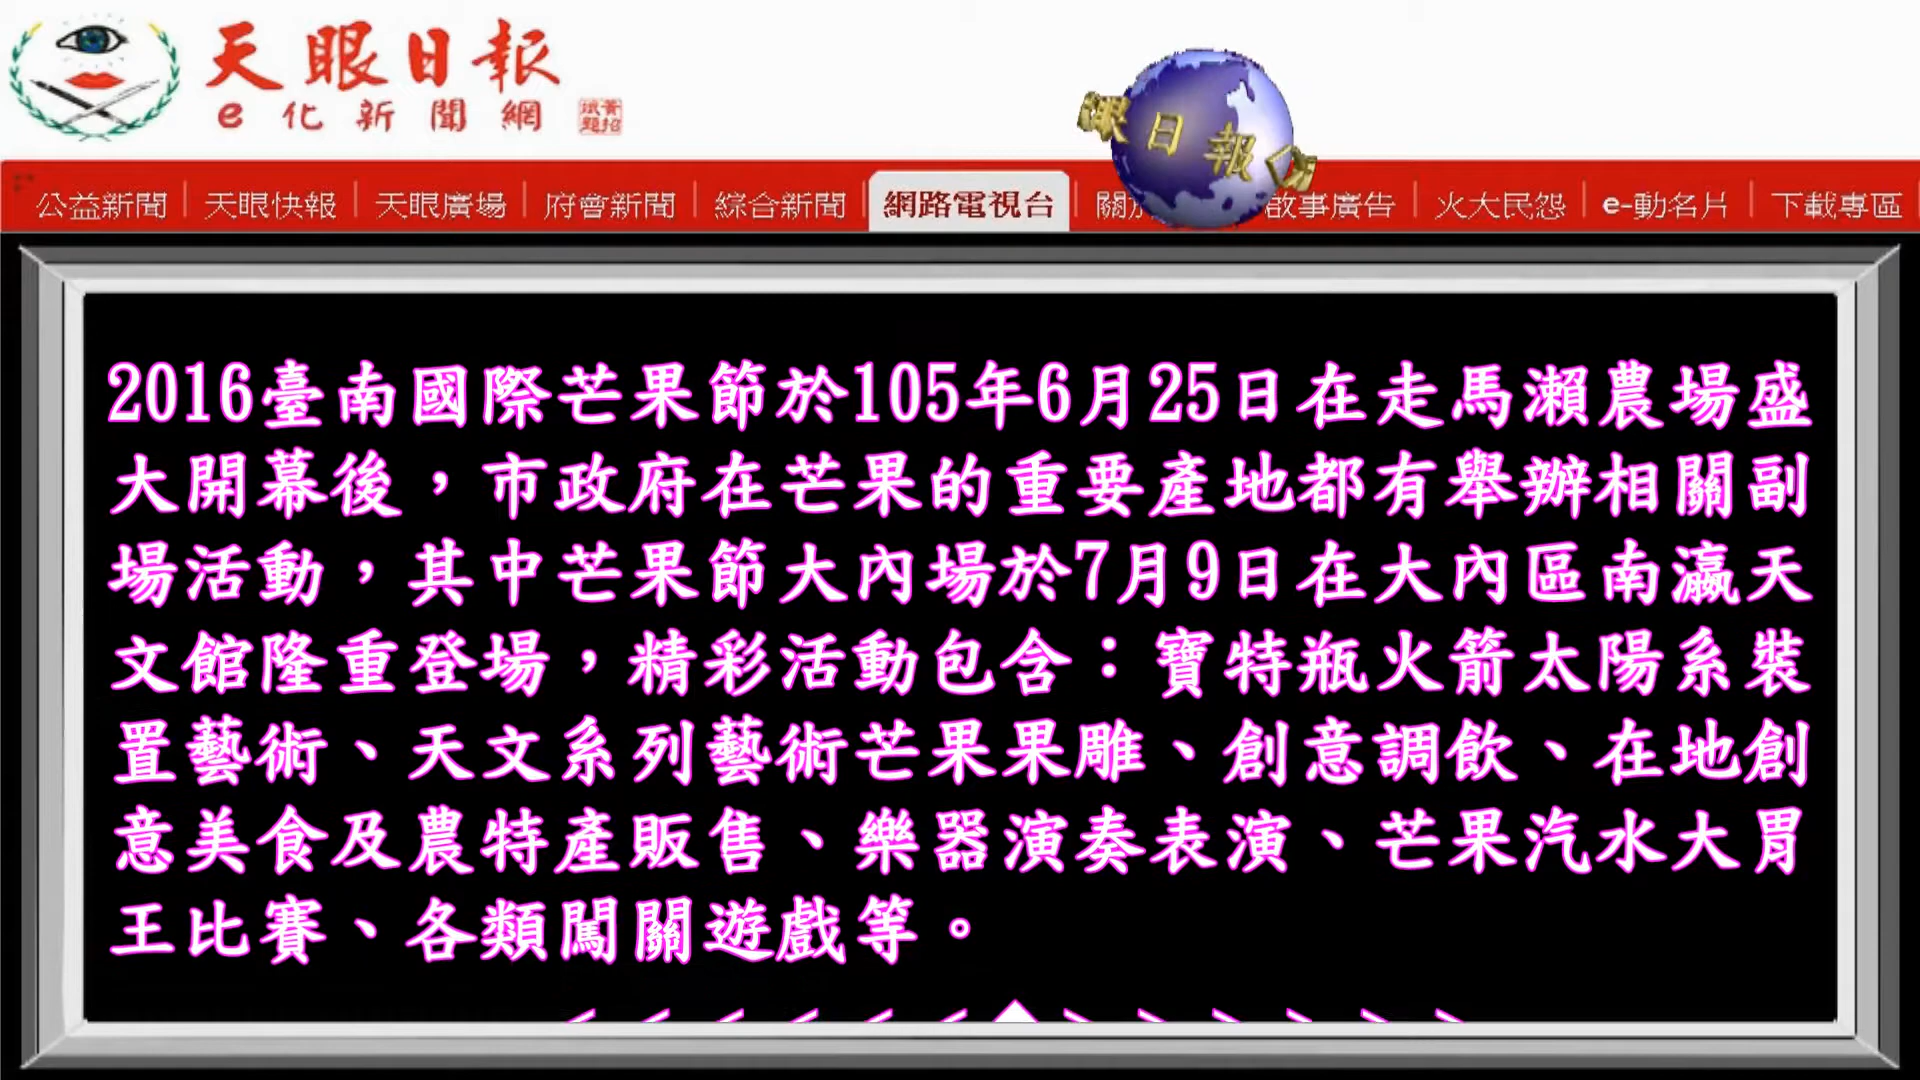 天眼日報
e化新聞網
眼日報
公益新聞
天眼快報
天眼廣場
府會新聞
綜合新聞
網路電視台
關
啟事廣告
火大民怨
e-動名片
下載專區
2016臺南國際芒果節於105年6月25日在走馬瀨農場盛
大開幕後，市政府在芒果的重要產地都有舉辦相關副
場活動，其中芒果節大內場於7月9日在大內區南瀛天
文館隆重登場，精彩活動包含：寶特瓶火箭太陽系裝
置藝術、天文系列藝術芒果果雕、創意調飲、在地創
意美食及農特產販售、樂器演奏表演、芒果汽水大胃
王比賽、各類闖關遊戲等。